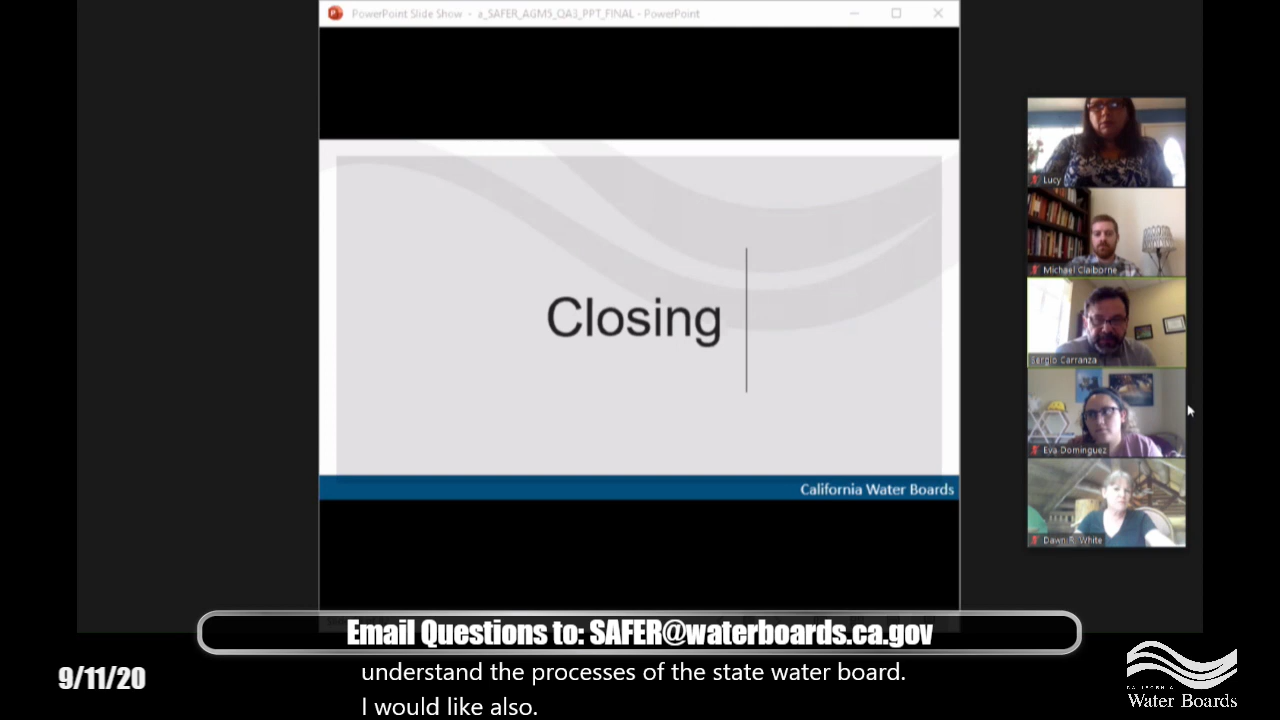 PowerPoint Slide Show - a_SAFER_AGM5_QA3_PPT_FINAL - PowerPoint
Closing
California Water Boards
Lucy
Michael Claiborne
Sergio Carranza
Eva Dominguez
Dawn R. White
Email Questions to: SAFER@waterboards.ca.gov
9/11/20
understand the processes of the state water board.
I would like also.
CALIFORNIA
Water Boards